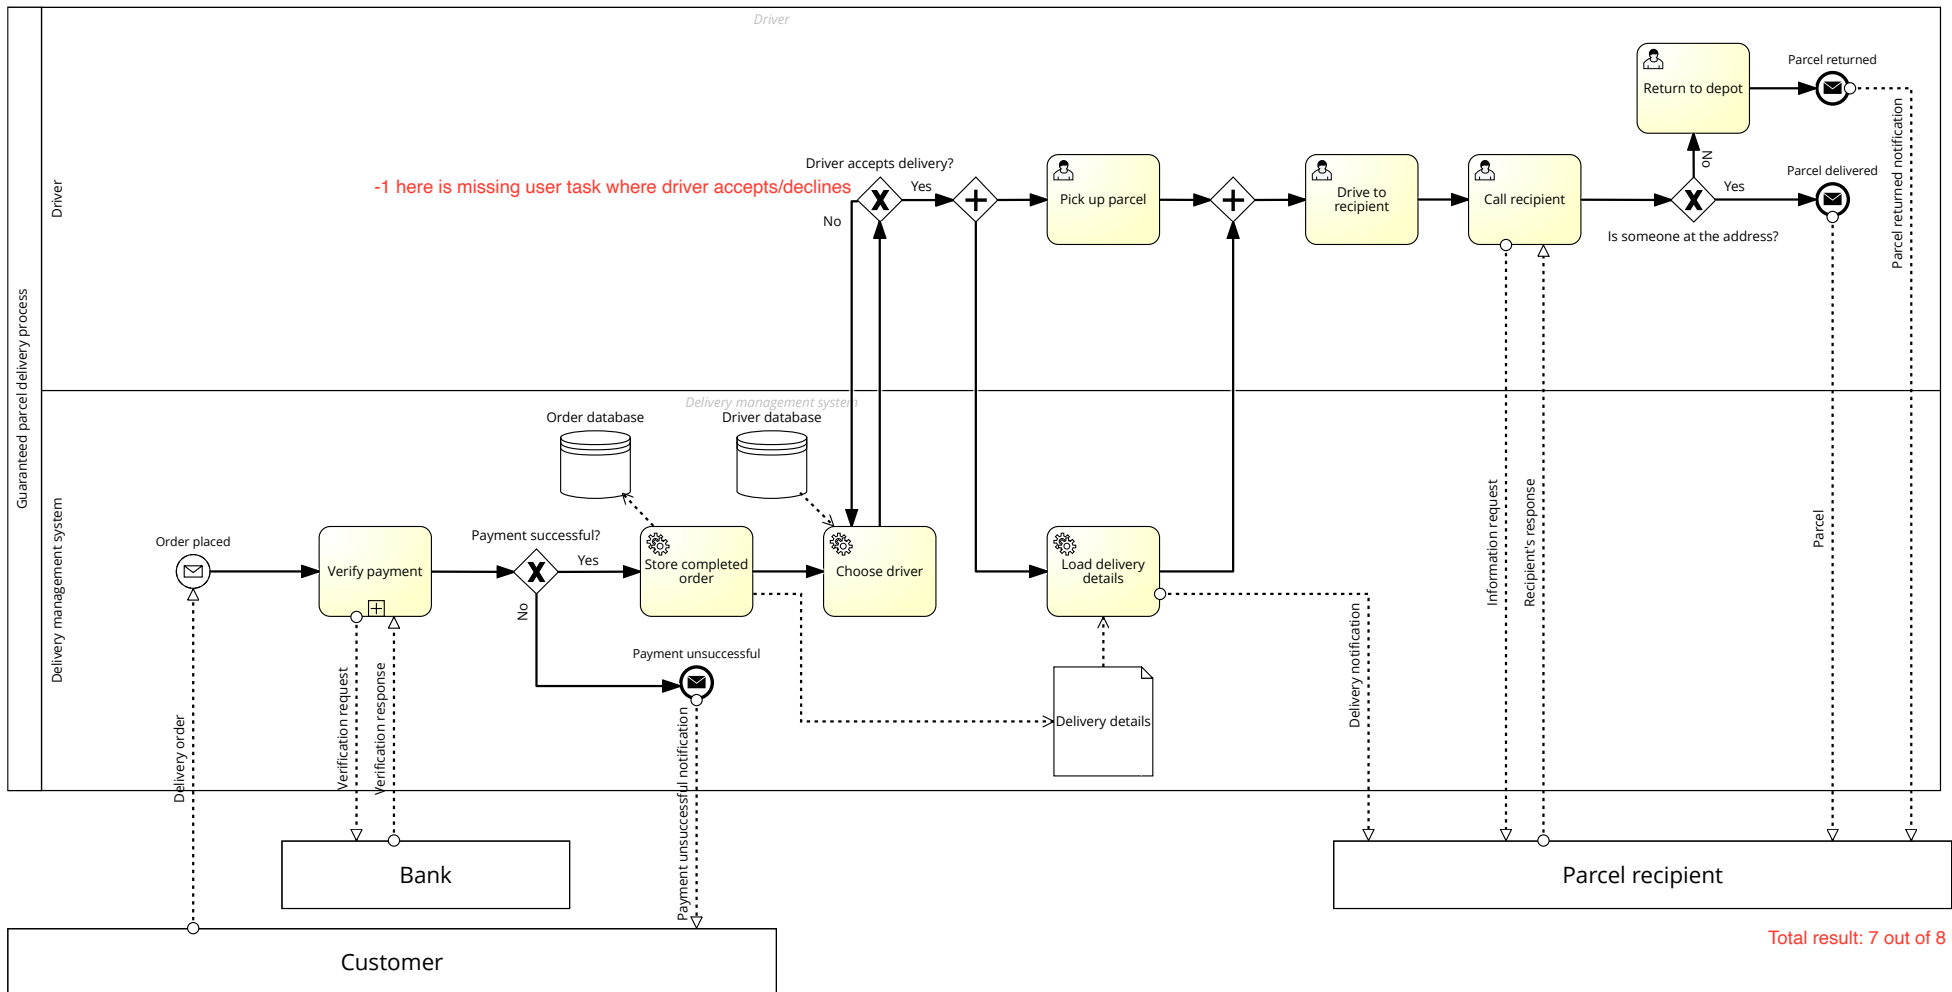 Driver
Guaranteed parcel delivery process
Driver
Driver accepts delivery?
-1 here is missing user task where driver accepts/declines
Yes
No
Pick up parcel
Drive to
recipient
Call recipient
Is someone at the address?
Yes
No
Return to depot
Parcel returned
Parcel delivered
Parcel returned notification
Delivery management system
Delivery management system
Order database
Driver database
Order placed
Verify payment
Payment successful?
Yes
No
Store completed
order
Choose driver
Load delivery
details
Payment unsuccessful
Delivery details
Delivery order
Verification request
Verification response
Payment unsuccessful notification
Delivery notification
Information request
Recipient's response
Parcel
Bank
Parcel recipient
Customer
Total result: 7 out of 8